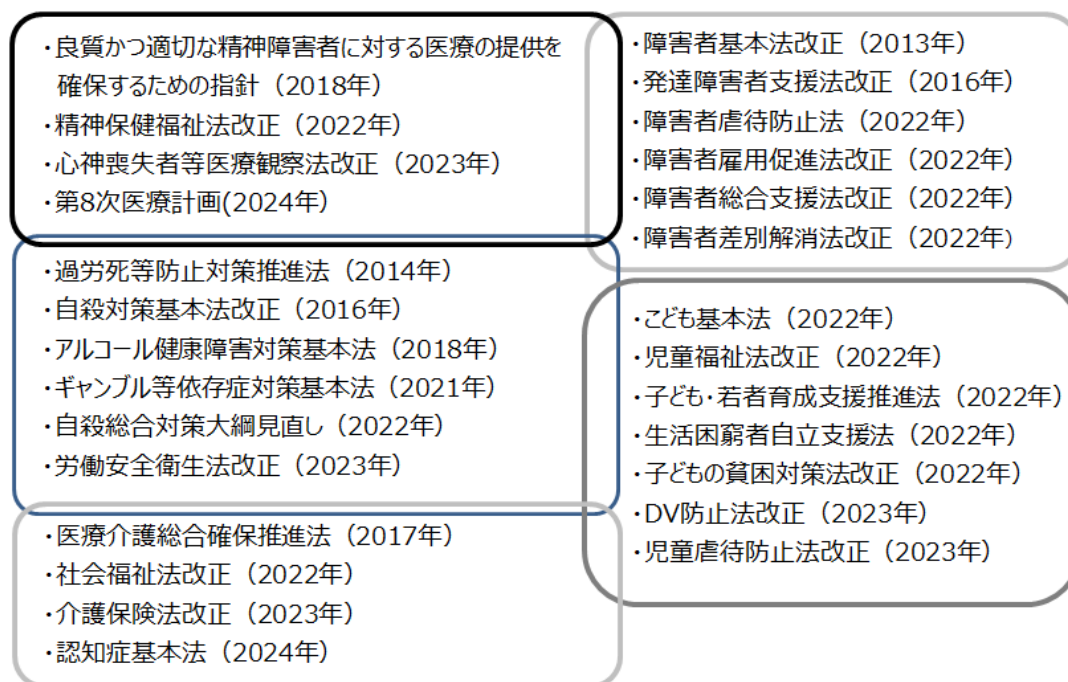 ・良質かつ適切な精神障害者に対する医療の提供を
確保するための指針（2018年）
・精神保健福祉法改正（2022年）
・心神喪失者等医療観察法改正（2023年）
・第8次医療計画(2024年）
・過労死等防止対策推進法（2014年）
・自殺対策基本法改正（2016年）
・アルコール健康障害対策基本法（2018年）
・ギャンブル等依存症対策基本法（2021年）
・自殺総合対策大綱見直し（2022年）
・労働安全衛生法改正（2023年）
・医療介護総合確保推進法（2017年）
・社会福祉法改正（2022年）
・介護保険法改正（2023年）
・認知症基本法（2024年）
・障害者基本法改正（2013年）
・発達障害者支援法改正（2016年）
・障害者虐待防止法（2022年）
・障害者雇用促進法改正（2022年）
・障害者総合支援法改正（2022年）
・障害者差別解消法改正（2022年）
・こども基本法（2022年）
・児童福祉法改正（2022年）
・子ども・若者育成支援推進法（2022年）
・生活困窮者自立支援法（2022年）
・子どもの貧困対策法改正（2022年）
・DV防止法改正（2023年）
・児童虐待防止法改正（2023年）